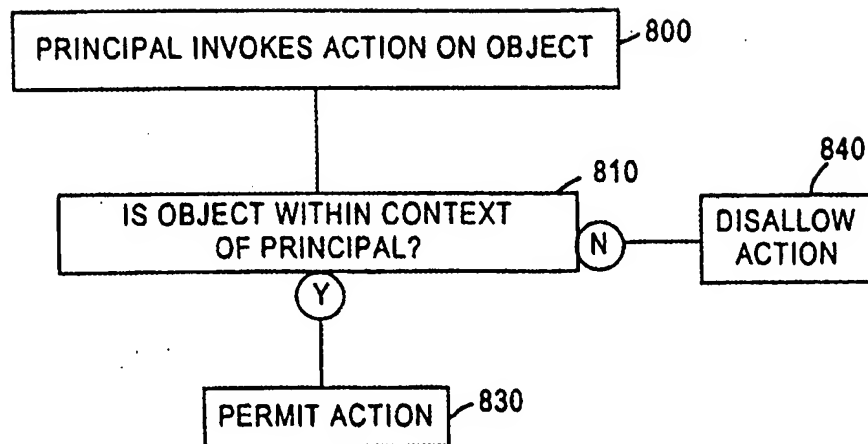 PRINCIPAL INVOKES ACTION ON OBJECT
800
IS OBJECT WITHIN CONTEXT
OF PRINCIPAL?
810
N
840
DISALLOW
ACTION
Y
PERMIT ACTION
830